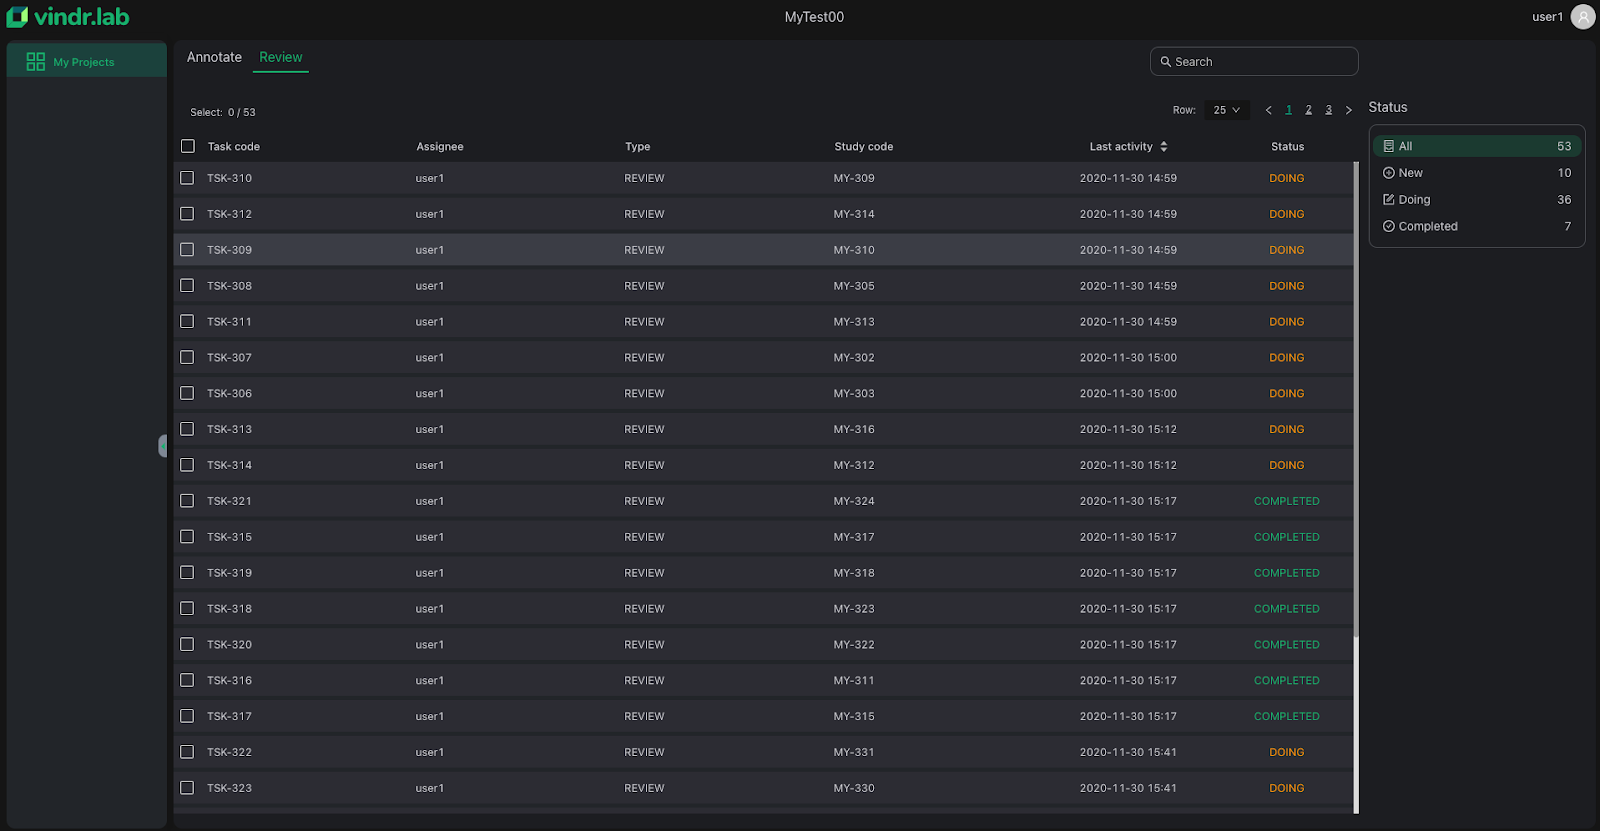 vindr.lab
MyTest00
user1
My Projects
Annotate Review
Search
Select: 0 / 53
Row: 25 < 1 2 3 >
Task code Assignee Type Study code Last activity Status
TSK-310 user1 REVIEW MY-309 2020-11-30 14:59 DOING
TSK-312 user1 REVIEW MY-314 2020-11-30 14:59 DOING
TSK-309 user1 REVIEW MY-310 2020-11-30 14:59 DOING
TSK-308 user1 REVIEW MY-305 2020-11-30 14:59 DOING
TSK-311 user1 REVIEW MY-313 2020-11-30 14:59 DOING
TSK-307 user1 REVIEW MY-302 2020-11-30 15:00 DOING
TSK-306 user1 REVIEW MY-303 2020-11-30 15:00 DOING
TSK-313 user1 REVIEW MY-316 2020-11-30 15:12 DOING
TSK-314 user1 REVIEW MY-312 2020-11-30 15:12 DOING
TSK-321 user1 REVIEW MY-324 2020-11-30 15:17 COMPLETED
TSK-315 user1 REVIEW MY-317 2020-11-30 15:17 COMPLETED
TSK-319 user1 REVIEW MY-318 2020-11-30 15:17 COMPLETED
TSK-318 user1 REVIEW MY-323 2020-11-30 15:17 COMPLETED
TSK-320 user1 REVIEW MY-322 2020-11-30 15:17 COMPLETED
TSK-316 user1 REVIEW MY-311 2020-11-30 15:17 COMPLETED
TSK-317 user1 REVIEW MY-315 2020-11-30 15:17 COMPLETED
TSK-322 user1 REVIEW MY-331 2020-11-30 15:41 DOING
TSK-323 user1 REVIEW MY-330 2020-11-30 15:41 DOING
Status
All 53
New 10
Doing 36
Completed 7